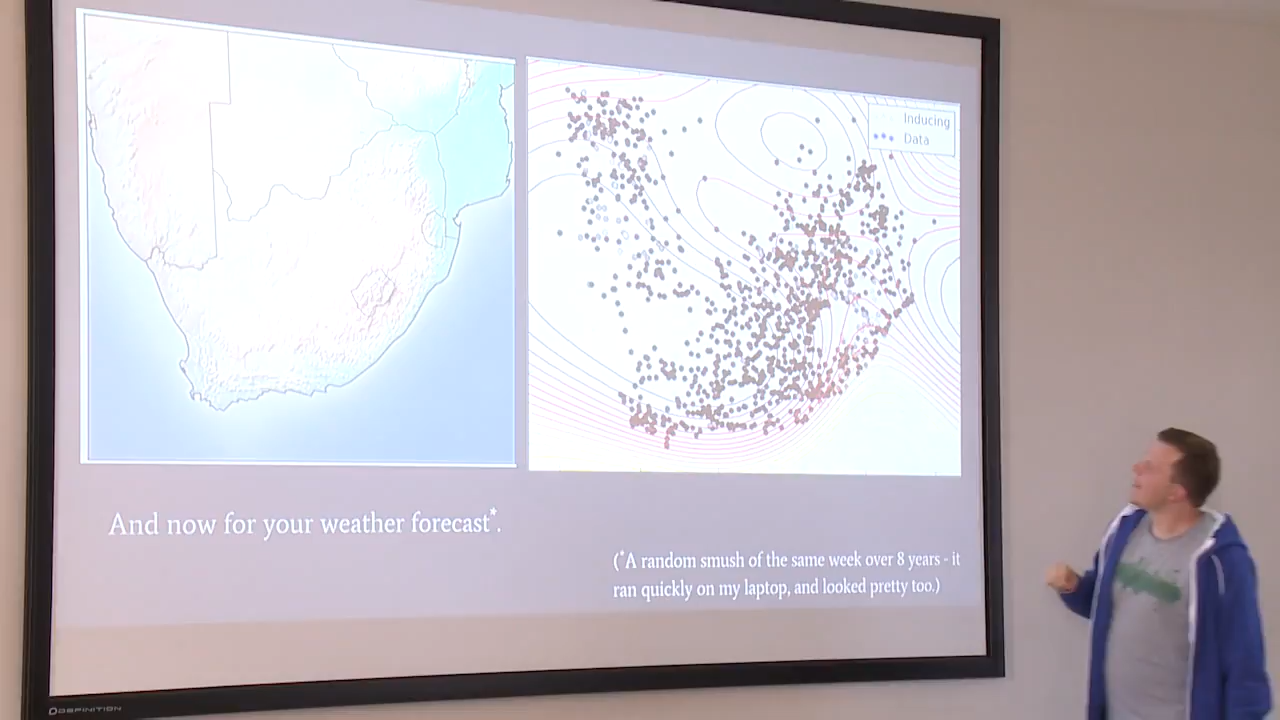 Inducing
Data
And now for your weather forecast*.
(*A random smush of the same week over 8 years - it
ran quickly on my laptop, and looked pretty too.)
DEFINITION